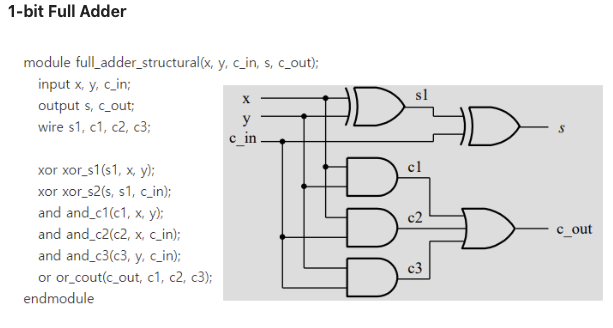 1-bit Full Adder
module full_adder_structural(x, y, c_in, s, c_out);
input x, y, c_in;
output s, c_out;
wire s1, c1, c2, c3;
xor xor_s1(s1, x, y);
xor xor_s2(s, s1, c_in);
and and_c1(c1, x, y);
and and_c2(c2, x, c_in);
and and_c3(c3, y, c_in);
or or_cout(c_out, c1, c2, c3);
endmodule
x
y
c_in
s1
s
c1
c2
c_out
c3